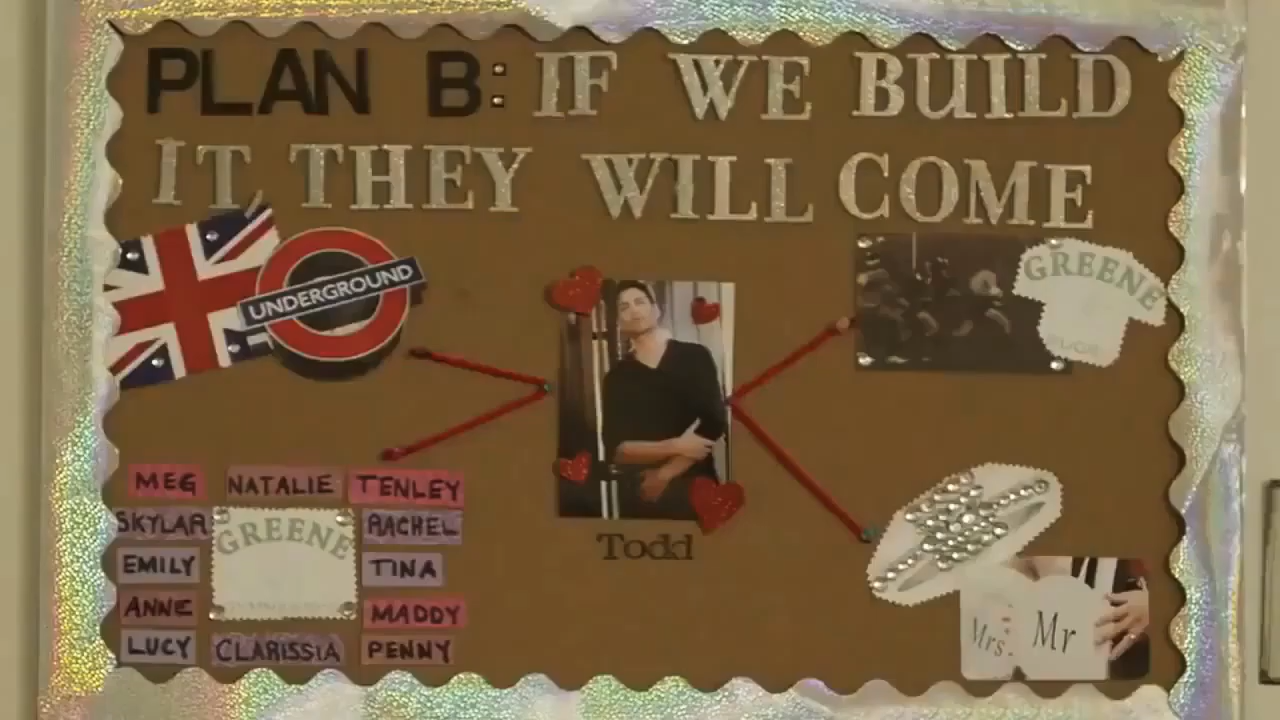 PLAN B: IF WE BUILD
IT THEY WILL COME
UNDERGROUND
GREENE
Todd
MEG NATALIE TENLEY
SKYLAR GREENE RACHEL
EMILY TINA
ANNE MADDY
LUCY CLARISSIA PENNY
Mrs. Mr